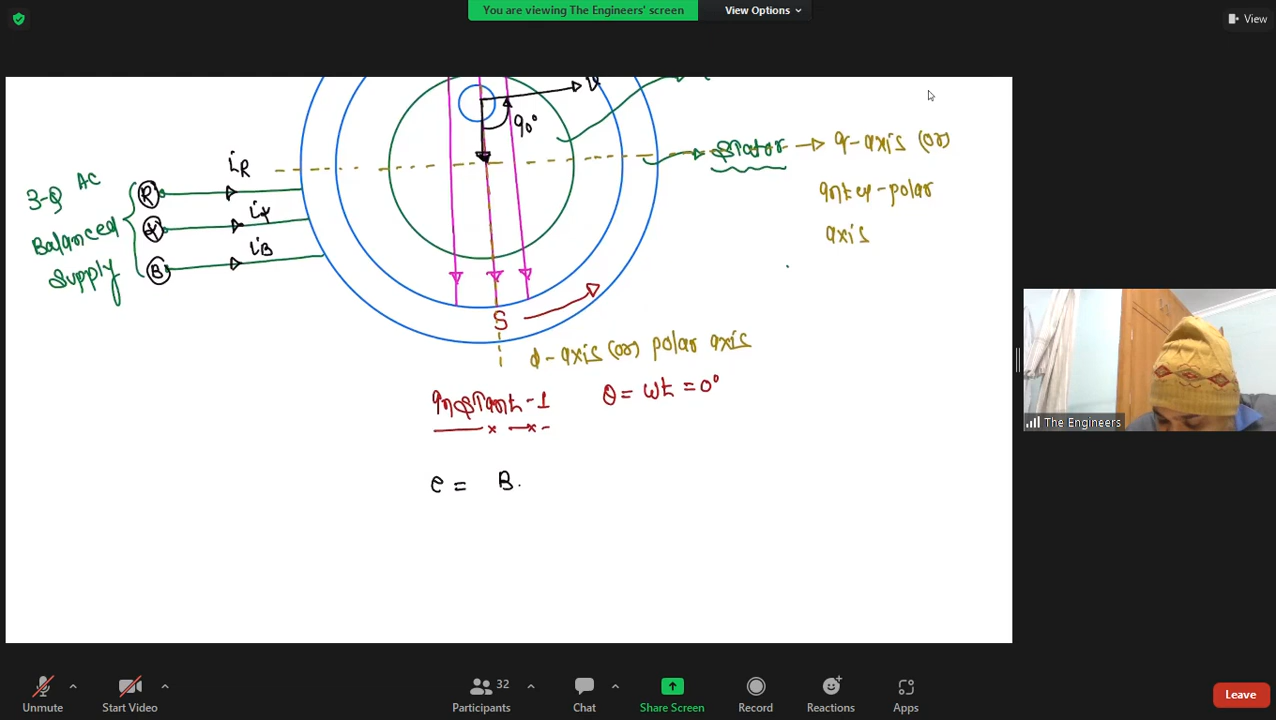 You are viewing The Engineers' screen
View Options
View
90°
stator → q-axis (or)
inter-polar
axis
3-Φ AC
Balanced
Supply
R
Y
B
iR
iY
iB
S
d-axis (or) polar axis
Instant-1
θ = ωt = 0°
e = B.
The Engineers
Unmute
Start Video
32
Participants
Chat
Share Screen
Record
Reactions
Apps
Leave